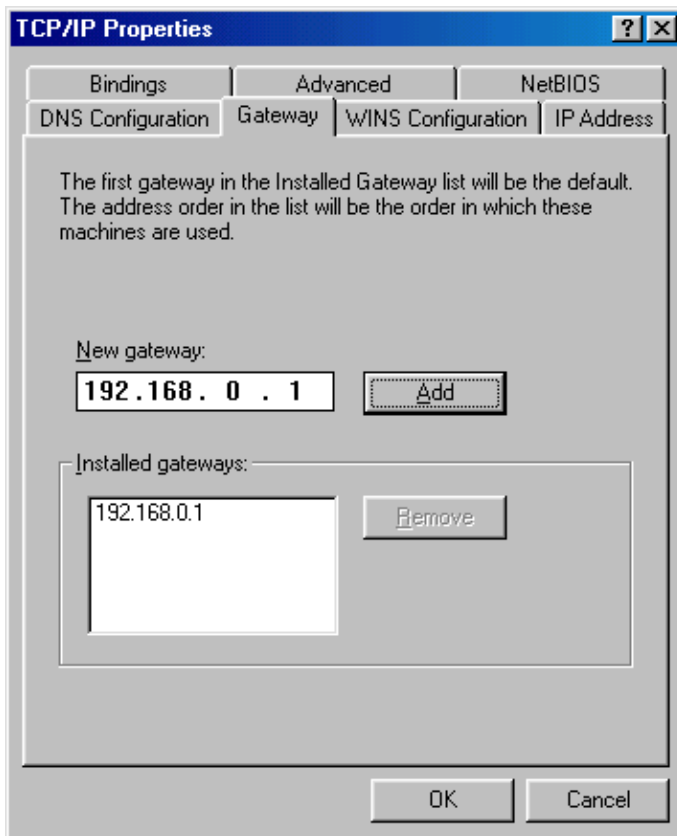 TCP/IP Properties
? X
Bindings Advanced NetBIOS
DNS Configuration Gateway WINS Configuration IP Address
The first gateway in the Installed Gateway list will be the default.
The address order in the list will be the order in which these
machines are used.
New gateway:
192.168. 0 . 1 Add
Installed gateways:
192.168.0.1 Remove
OK Cancel